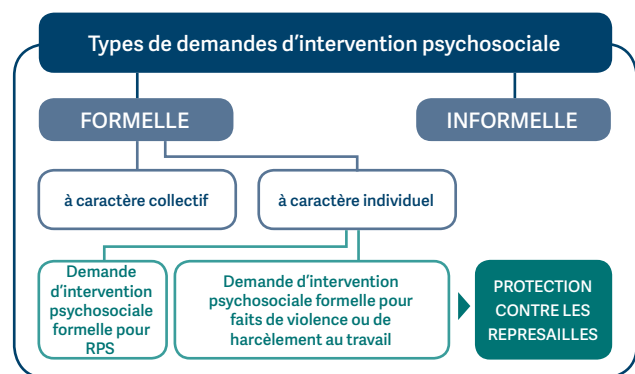 Types de demandes d’intervention psychosociale
FORMELLE
INFORMELLE
à caractère collectif
à caractère individuel
Demande
d’intervention
psychosociale
formelle pour
RPS
Demande d’intervention
psychosociale formelle pour
faits de violence ou de
harcèlement au travail
PROTECTION
CONTRE LES
REPRESAILLES